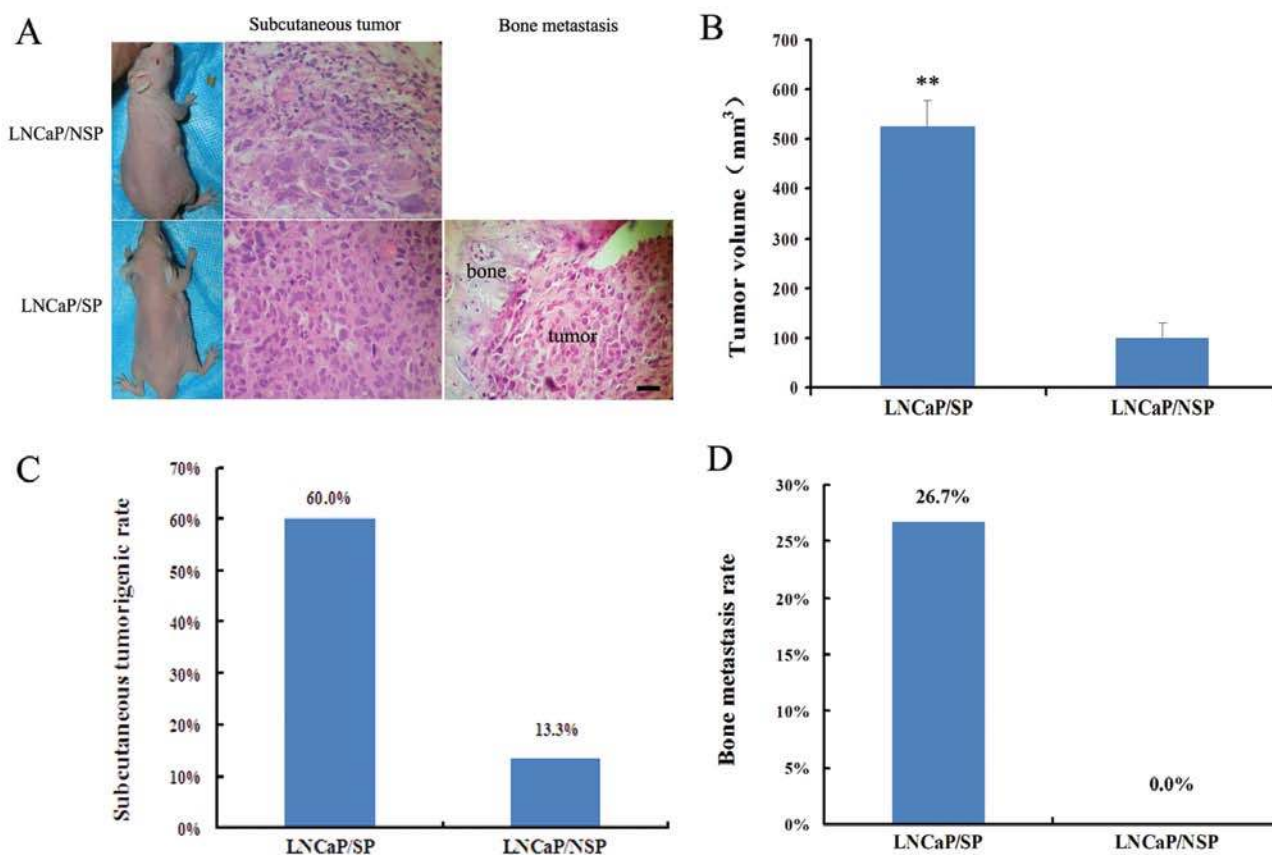 A
Subcutaneous tumor
Bone metastasis
LNCaP/NSP
LNCaP/SP
bone
tumor
B
Tumor volume（mm³）
700
600
500
400
300
200
100
0
**
LNCaP/SP
LNCaP/NSP
C
Subcutaneous tumorigenic rate
70%
60%
50%
40%
30%
20%
10%
0%
60.0%
13.3%
LNCaP/SP
LNCaP/NSP
D
Bone metastasis rate
30%
25%
20%
15%
10%
5%
0%
26.7%
0.0%
LNCaP/SP
LNCaP/NSP